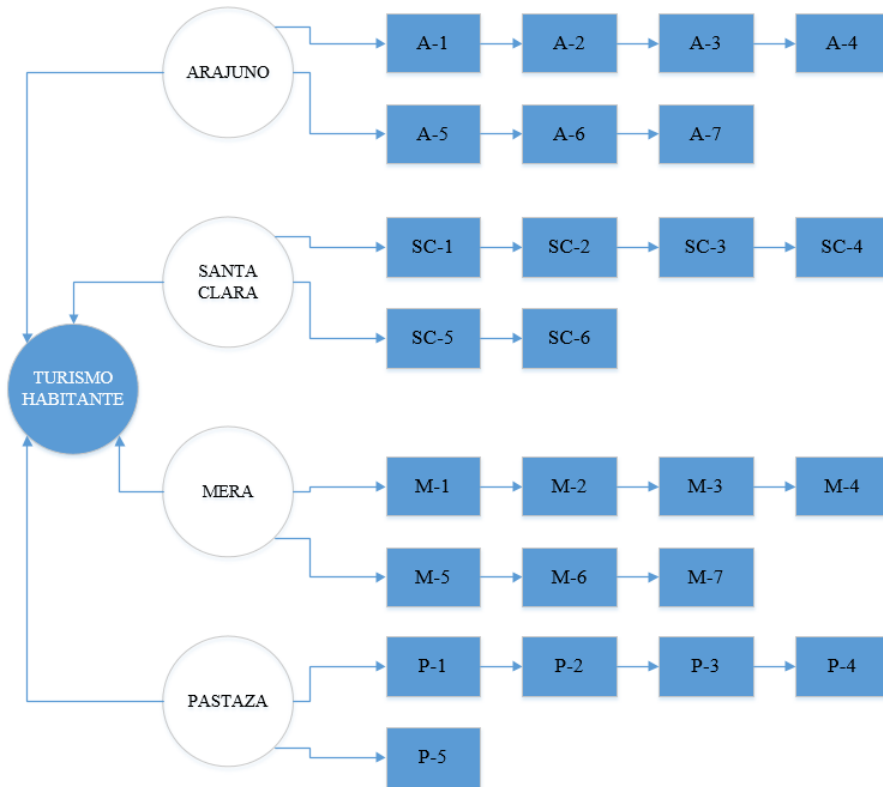 ARAJUNO
A-1
A-2
A-3
A-4
A-5
A-6
A-7
SANTA
CLARA
SC-1
SC-2
SC-3
SC-4
SC-5
SC-6
TURISMO
HABITANTE
MERA
M-1
M-2
M-3
M-4
M-5
M-6
M-7
PASTAZA
P-1
P-2
P-3
P-4
P-5